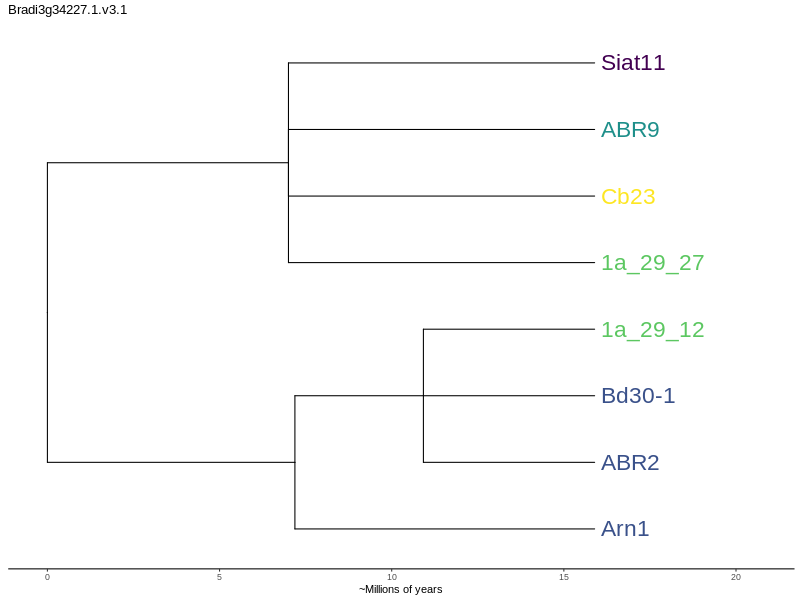 Bradi3g34227.1.v3.1
Siat11
ABR9
Cb23
1a_29_27
1a_29_12
Bd30-1
ABR2
Arn1
0 5 10 15 20
~Millions of years